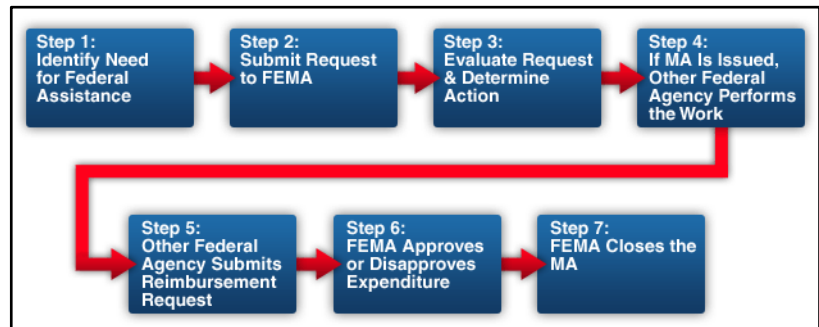 Step 1:
Identify Need
for Federal
Assistance
Step 2:
Submit Request
to FEMA
Step 3:
Evaluate Request
& Determine
Action
Step 4:
If MA Is Issued,
Other Federal
Agency Performs
the Work
Step 5:
Other Federal
Agency Submits
Reimbursement
Request
Step 6:
FEMA Approves
or Disapproves
Expenditure
Step 7:
FEMA Closes the
MA